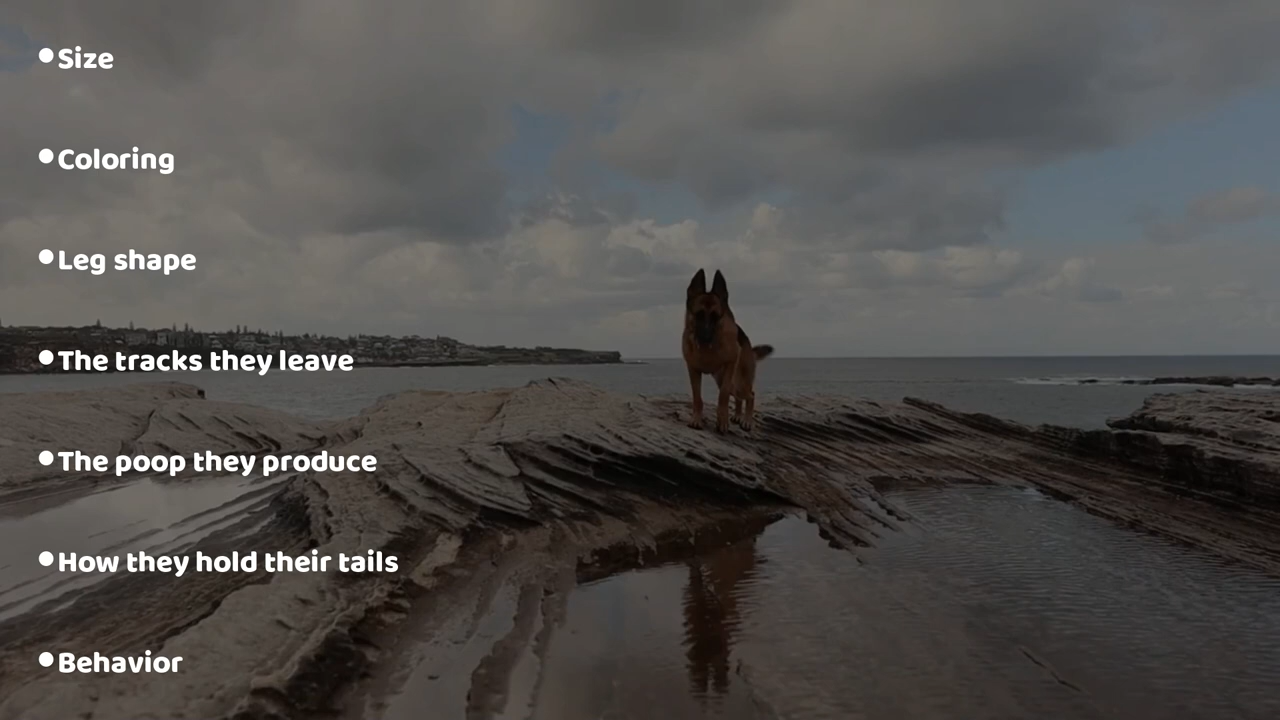 •Size
•Coloring
•Leg shape
•The tracks they leave
•The poop they produce
•How they hold their tails
•Behavior